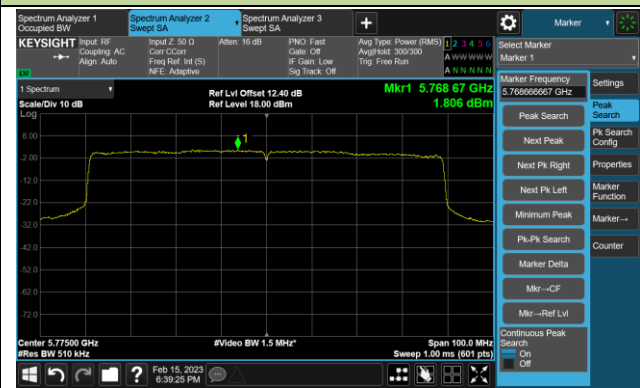 Spectrum Analyzer 1
Occupied BW
Spectrum Analyzer 2
Swept SA
Spectrum Analyzer 3
Swept SA
+
Marker
KEYSIGHT
Input: RF
Coupling: AC
Align: Auto
Input Z: 50 Ω
Corr CCorr
Freq Ref: Int (S)
NFE: Adaptive
Atten: 16 dB
PNO: Fast
Gate: Off
IF Gain: Low
Sig Track: Off
Avg Type: Power (RMS)
Avg|Hold: 300/300
Trig: Free Run
1 2 3 4 5 6
A W W W W W
A N N N N N
LVI
Select Marker
Marker 1
1 Spectrum
Scale/Div 10 dB
Log
Ref Lvl Offset 12.40 dB
Ref Level 18.00 dBm
Mkr1 5.768 67 GHz
1.806 dBm
8.00
-2.00
-12.0
-22.0
-32.0
-42.0
-52.0
-62.0
-72.0
1
Center 5.77500 GHz
#Res BW 510 kHz
#Video BW 1.5 MHz*
Span 100.0 MHz
Sweep 1.00 ms (601 pts)
Marker Frequency
5.768666667 GHz
Peak Search
Next Peak
Next Pk Right
Next Pk Left
Minimum Peak
Pk-Pk Search
Marker Delta
Mkr→CF
Mkr→Ref Lvl
Continuous Peak
Search
On
Off
Settings
Peak
Search
Pk Search
Config
Properties
Marker
Function
Marker→
Counter
?
Feb 15, 2023
6:39:25 PM